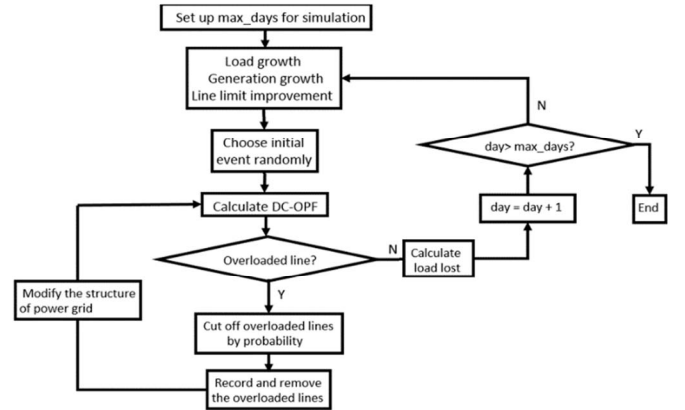 Set up max_days for simulation
Load growth
Generation growth
Line limit improvement
N
Choose initial
event randomly
day> max_days?
Y
Calculate DC-OPF
day = day + 1
End
Overloaded line?
N
Calculate
load lost
Y
Modify the structure
of power grid
Cut off overloaded lines
by probability
Record and remove
the overloaded lines